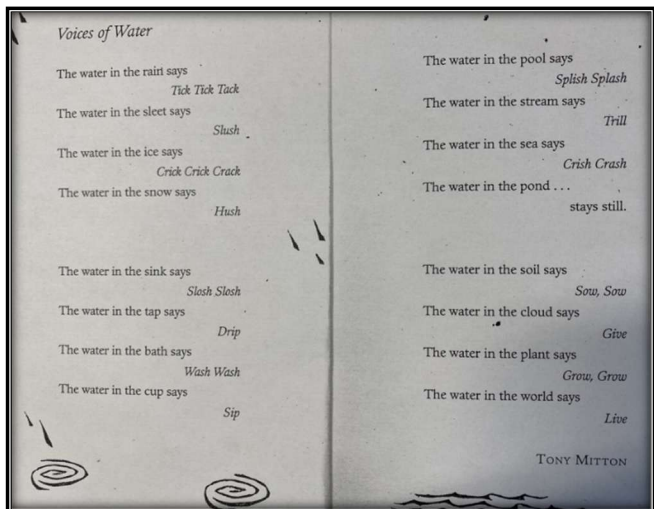 Voices of Water
The water in the rain says
Tick Tick Tack
The water in the sleet says
Slush
The water in the ice says
Crick Crick Crack
The water in the snow says
Hush
The water in the sink says
Slosh Slosh
The water in the tap says
Drip
The water in the bath says
Wash Wash
The water in the cup says
Sip
The water in the pool says
Splish Splash
The water in the stream says
Trill
The water in the sea says
Crish Crash
The water in the pond . . .
stays still.
The water in the soil says
Sow, Sow
The water in the cloud says
Give
The water in the plant says
Grow, Grow
The water in the world says
Live
TONY MITTON